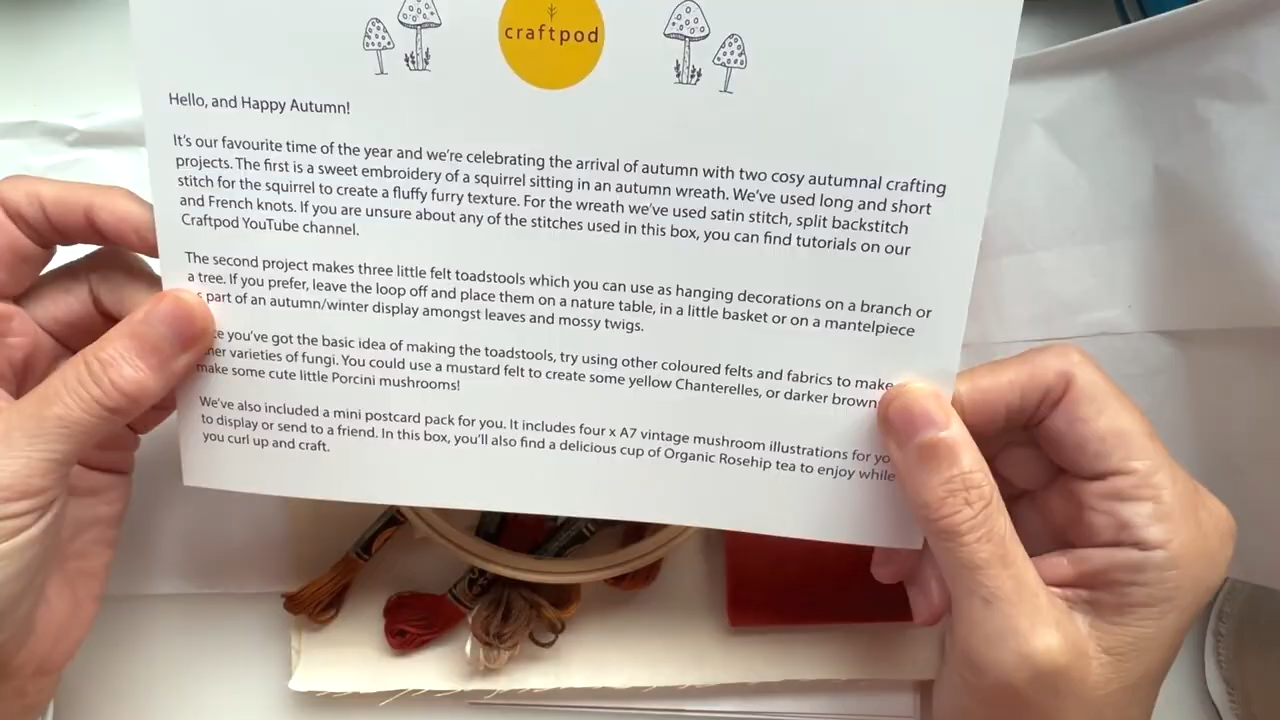 craftpod
Hello, and Happy Autumn!
It's our favourite time of the year and we're celebrating the arrival of autumn with two cosy autumnal crafting
projects. The first is a sweet embroidery of a squirrel sitting in an autumn wreath. We've used long and short
stitch for the squirrel to create a fluffy furry texture. For the wreath we've used satin stitch, split backstitch
and French knots. If you are unsure about any of the stitches used in this box, you can find tutorials on our
Craftpod YouTube channel.
The second project makes three little felt toadstools which you can use as hanging decorations on a branch or
a tree. If you prefer, leave the loop off and place them on a nature table, in a little basket or on a mantelpiece
part of an autumn/winter display amongst leaves and mossy twigs.
you've got the basic idea of making the toadstools, try using other coloured felts and fabrics to make
varieties of fungi. You could use a mustard felt to create some yellow Chanterelles, or darker brown
make some cute little Porcini mushrooms!
We've also included a mini postcard pack for you. It includes four x A7 vintage mushroom illustrations for
to display or send to a friend. In this box, you'll also find a delicious cup of Organic Rosehip tea to enjoy while
you curl up and craft.